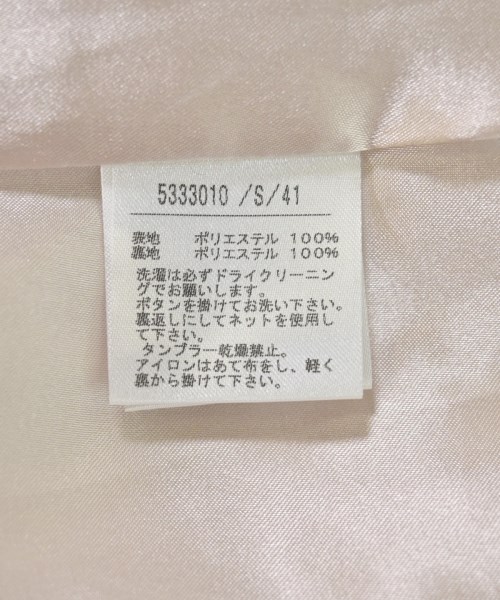 5333010 /S/41
表地 ポリエステル 100%
裏地 ポリエステル 100%
洗濯は必ずドライクリーニン
グでお願いします。
ボタンを掛けてお洗い下さい。
裏返しにしてネットを使用し
て下さい。
タンブラー乾燥禁止。
アイロンはあて布をし、軽く
裏から掛けて下さい。